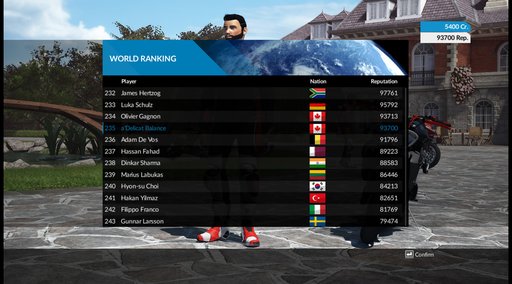 5400 Cr
93700 Rep.
WORLD RANKING
Player Nation Reputation
232 James Hertzog 97761
233 Luka Schulz 95792
234 Olivier Gagnon 93713
235 a'Delicat Balance 93700
236 Adam De Vos 91796
237 Hassan Fahad 89223
238 Dinkar Sharma 88583
239 Marius Labukas 86446
240 Hyon-su Choi 84213
241 Hakan Yilmaz 82651
242 Filippo Franco 81769
243 Gunnar Larsson 79474
Confirm